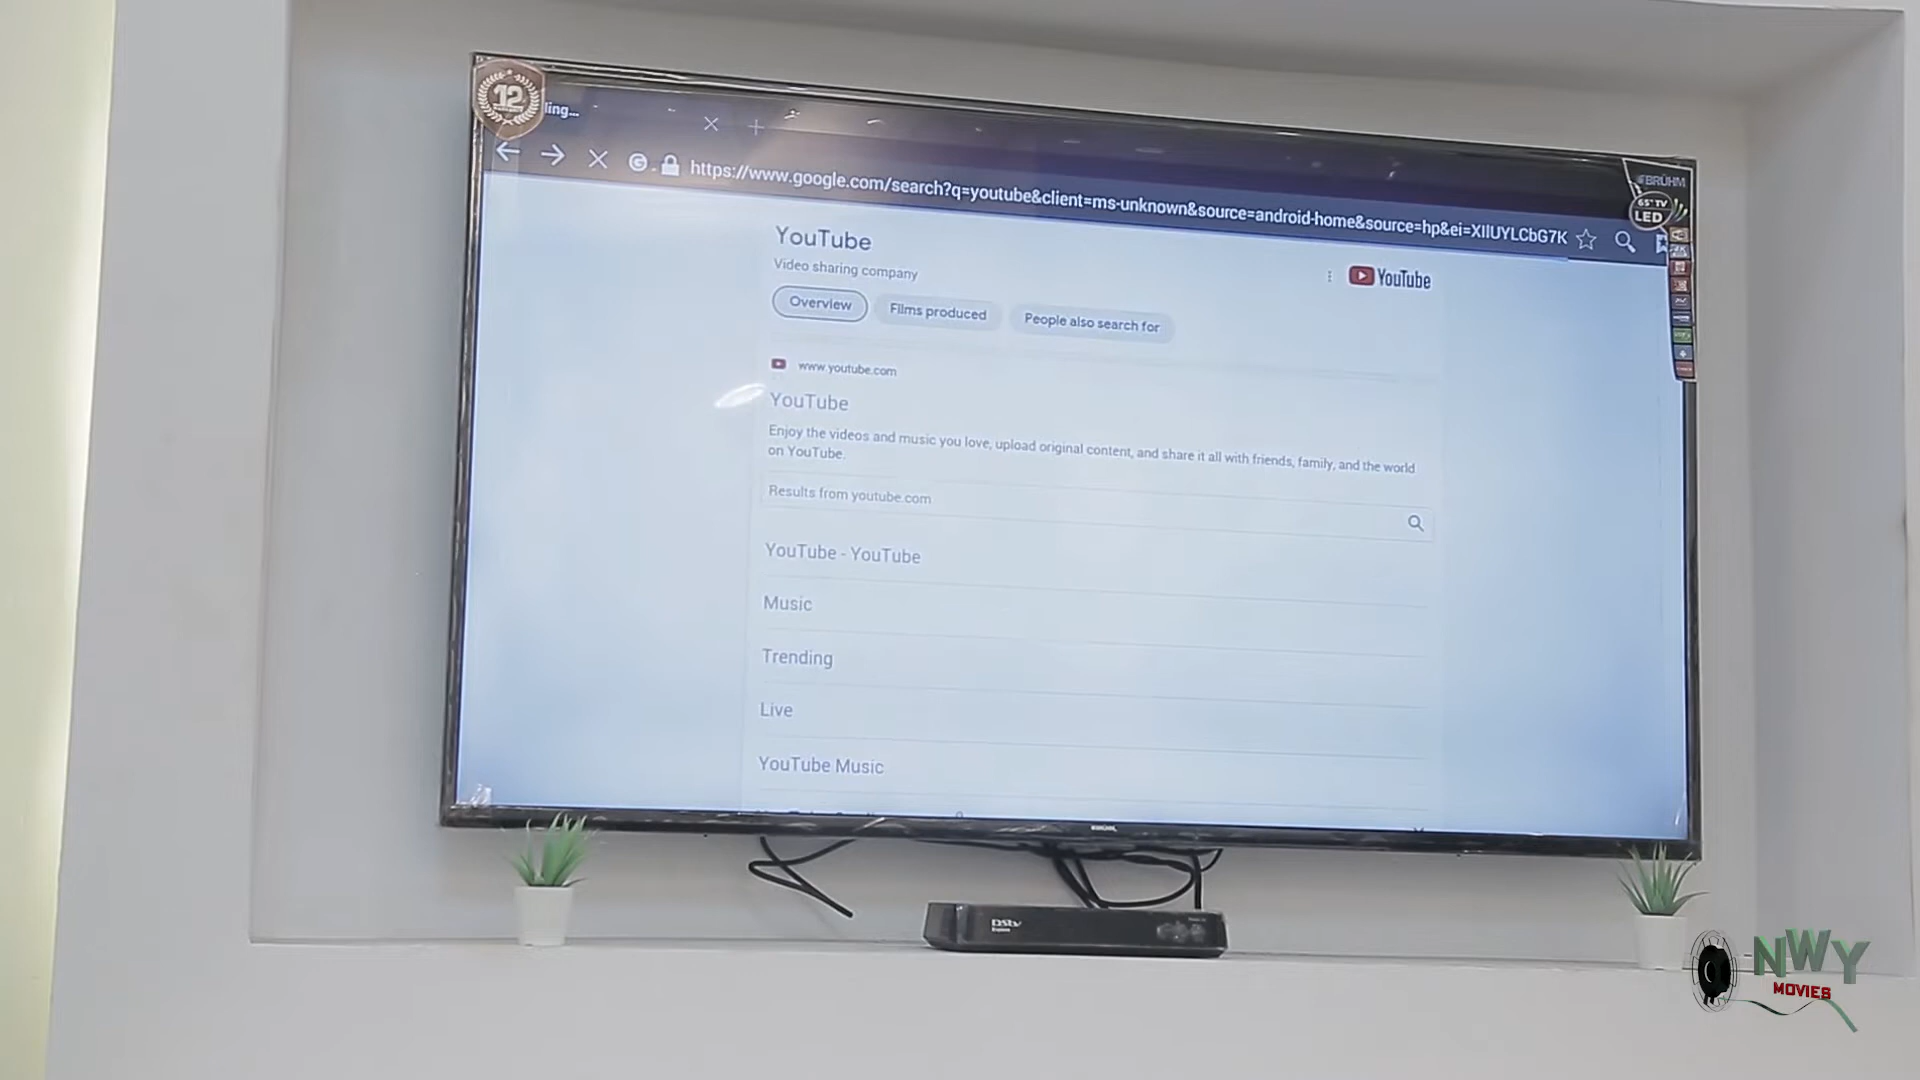 12
ling...
https://www.google.com/search?q=youtube&client=ms-unknown&source=android-home&source=hp&ei=XIlUYLCbG7K
BRÜHM
65" TV
LED
YouTube
Video sharing company
YouTube
Overview
Films produced
People also search for
www.youtube.com
YouTube
Enjoy the videos and music you love, upload original content, and share it all with friends, family, and the world
on YouTube.
Results from youtube.com
YouTube - YouTube
Music
Trending
Live
YouTube Music
BRÜHM
DStv
Explora
NWY
MOVIES